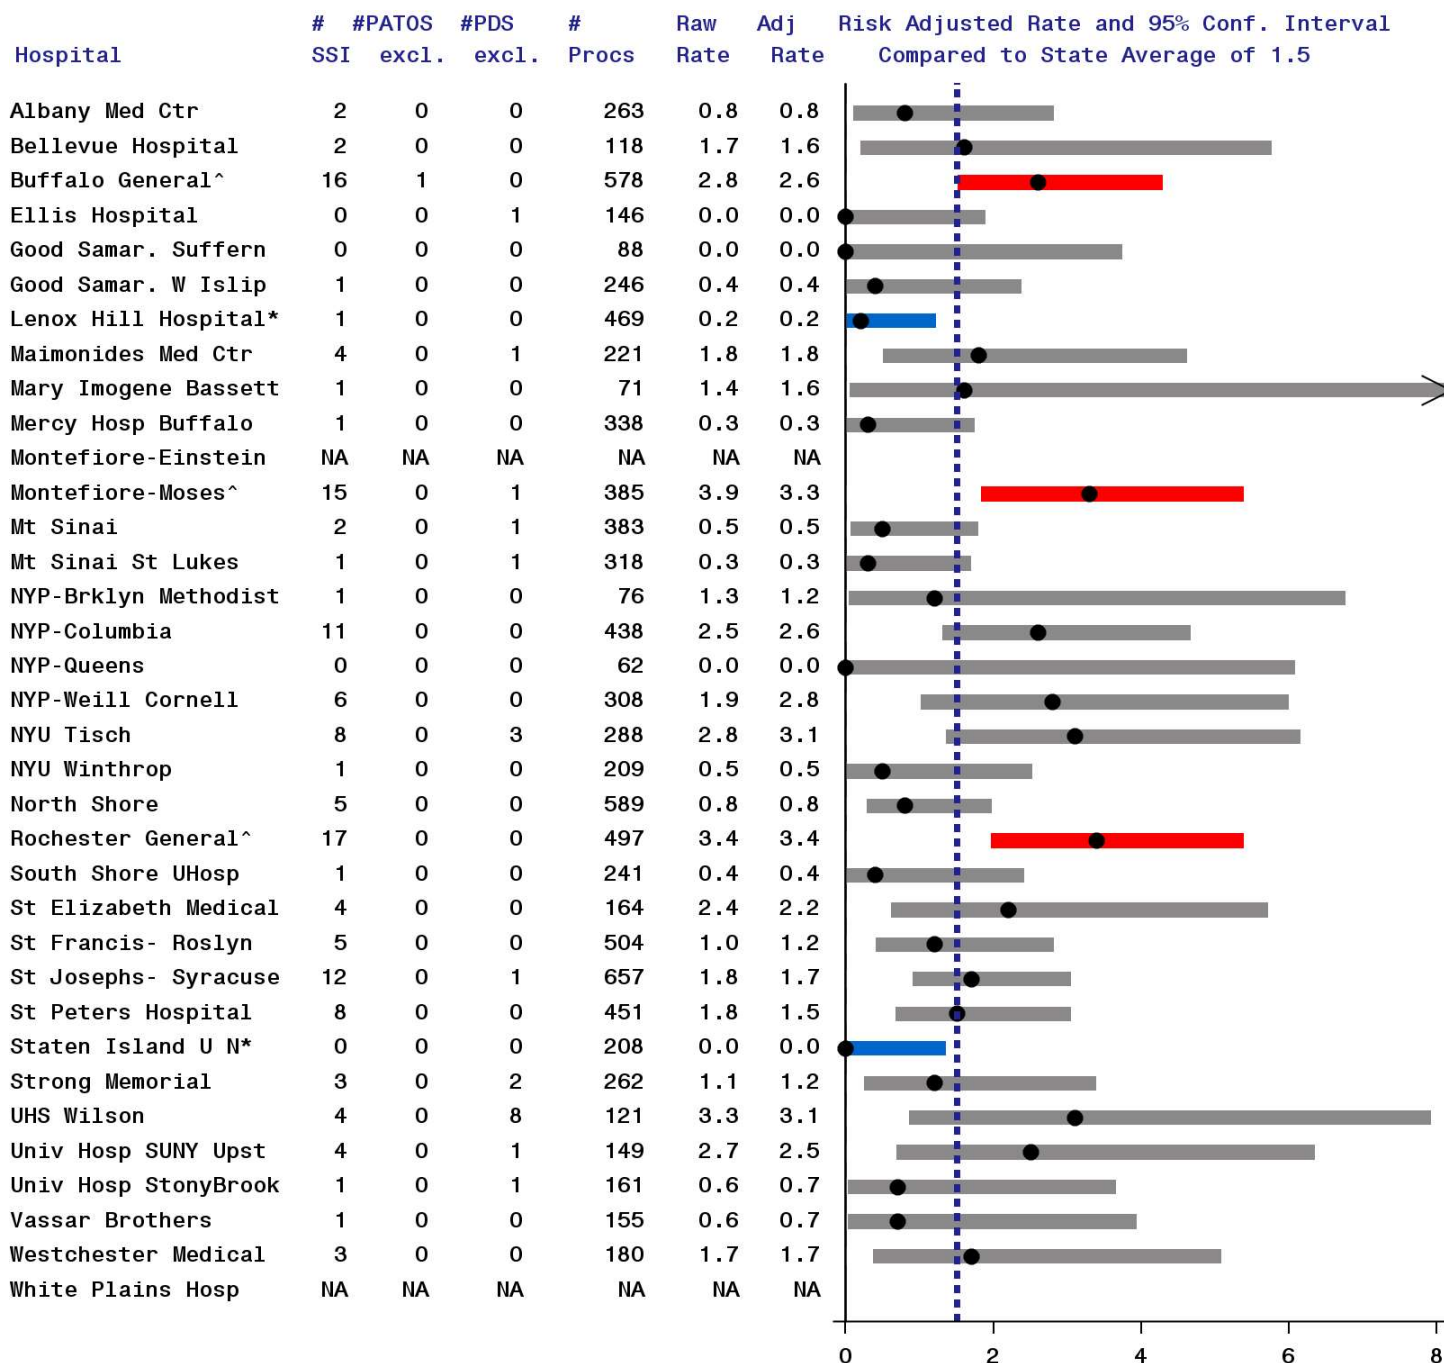 # #PATOS #PDS # Raw Adj Risk Adjusted Rate and 95% Conf. Interval
Hospital SSI excl. excl. Procs Rate Rate Compared to State Average of 1.5
Albany Med Ctr 2 0 0 263 0.8 0.8
Bellevue Hospital 2 0 0 118 1.7 1.6
Buffalo General^ 16 1 0 578 2.8 2.6
Ellis Hospital 0 0 1 146 0.0 0.0
Good Samar. Suffern 0 0 0 88 0.0 0.0
Good Samar. W Islip 1 0 0 246 0.4 0.4
Lenox Hill Hospital* 1 0 0 469 0.2 0.2
Maimonides Med Ctr 4 0 1 221 1.8 1.8
Mary Imogene Bassett 1 0 0 71 1.4 1.6
Mercy Hosp Buffalo 1 0 0 338 0.3 0.3
Montefiore-Einstein NA NA NA NA NA NA
Montefiore-Moses^ 15 0 1 385 3.9 3.3
Mt Sinai 2 0 1 383 0.5 0.5
Mt Sinai St Lukes 1 0 1 318 0.3 0.3
NYP-Brklyn Methodist 1 0 0 76 1.3 1.2
NYP-Columbia 11 0 0 438 2.5 2.6
NYP-Queens 0 0 0 62 0.0 0.0
NYP-Weill Cornell 6 0 0 308 1.9 2.8
NYU Tisch 8 0 3 288 2.8 3.1
NYU Winthrop 1 0 0 209 0.5 0.5
North Shore 5 0 0 589 0.8 0.8
Rochester General^ 17 0 0 497 3.4 3.4
South Shore UHosp 1 0 0 241 0.4 0.4
St Elizabeth Medical 4 0 0 164 2.4 2.2
St Francis- Roslyn 5 0 0 504 1.0 1.2
St Josephs- Syracuse 12 0 1 657 1.8 1.7
St Peters Hospital 8 0 0 451 1.8 1.5
Staten Island U N* 0 0 0 208 0.0 0.0
Strong Memorial 3 0 2 262 1.1 1.2
UHS Wilson 4 0 8 121 3.3 3.1
Univ Hosp SUNY Upst 4 0 1 149 2.7 2.5
Univ Hosp StonyBrook 1 0 1 161 0.6 0.7
Vassar Brothers 1 0 0 155 0.6 0.7
Westchester Medical 3 0 0 180 1.7 1.7
White Plains Hosp NA NA NA NA NA NA
0 2 4 6 8